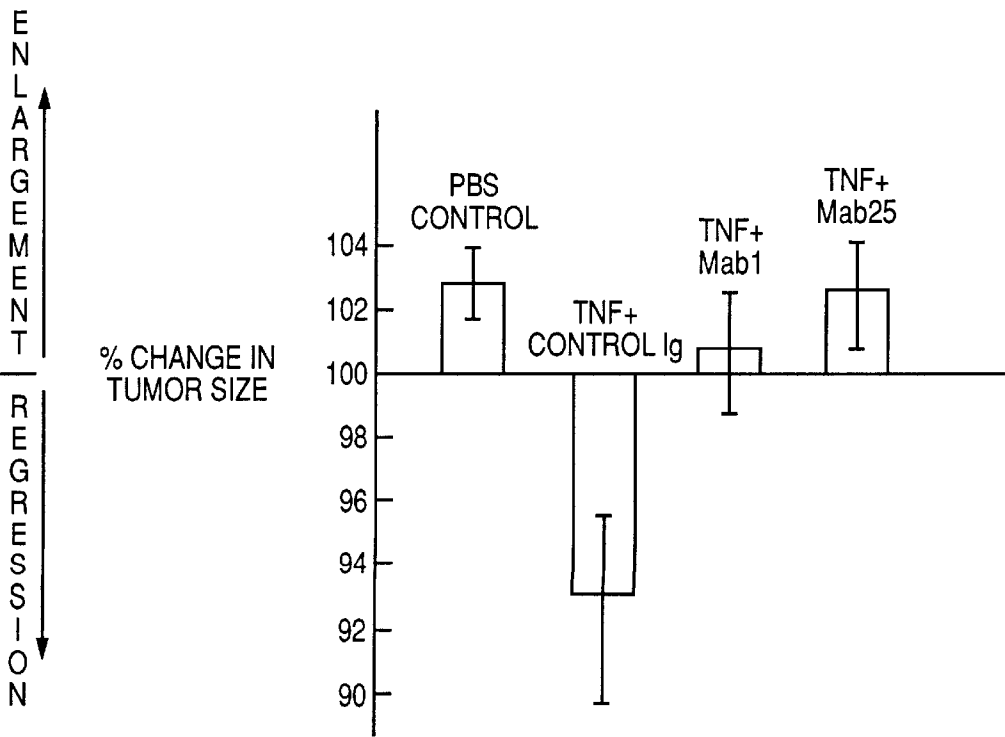 ENLARGEMENT
REGRESSION
% CHANGE IN
TUMOR SIZE
104
102
100
98
96
94
92
90
PBS
CONTROL
TNF+
CONTROL Ig
TNF+
Mab1
TNF+
Mab25